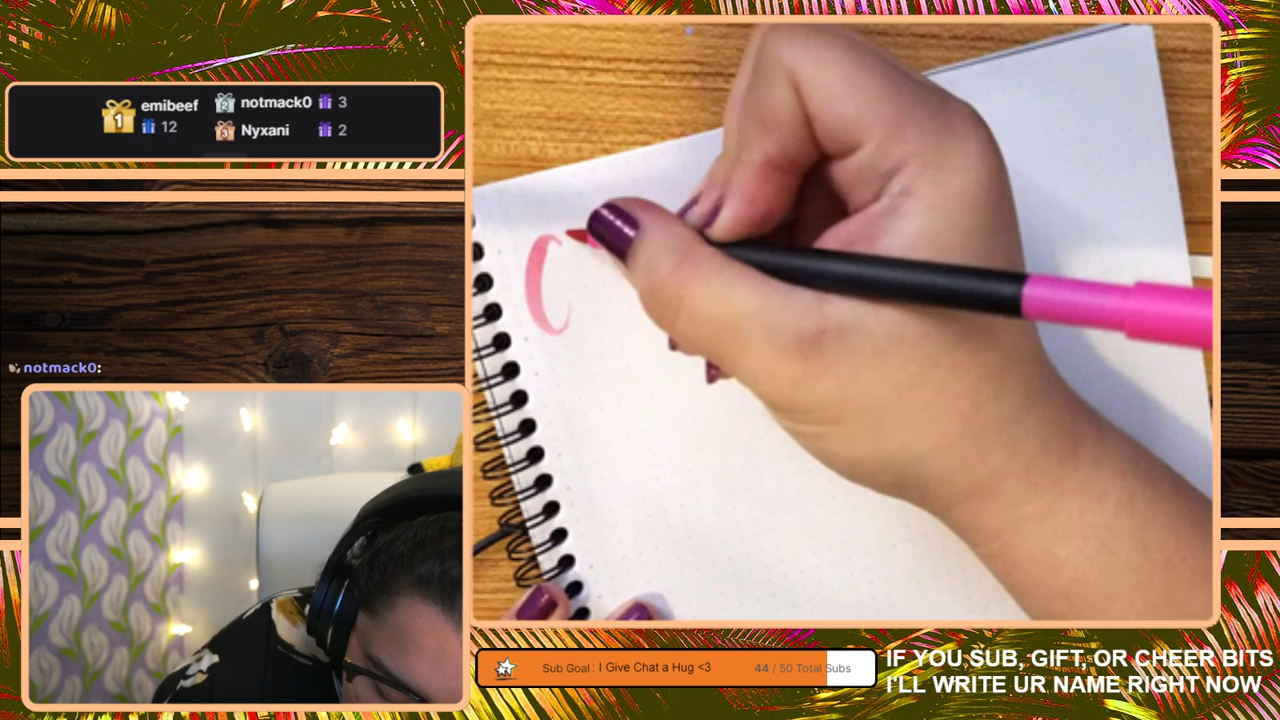 emibeef
12
notmack0 3
Nyxani 2
notmack0:
C
Sub Goal : I Give Chat a Hug <3 44 / 50 Total Subs
IF YOU SUB, GIFT, OR CHEER BITS
I'LL WRITE UR NAME RIGHT NOW